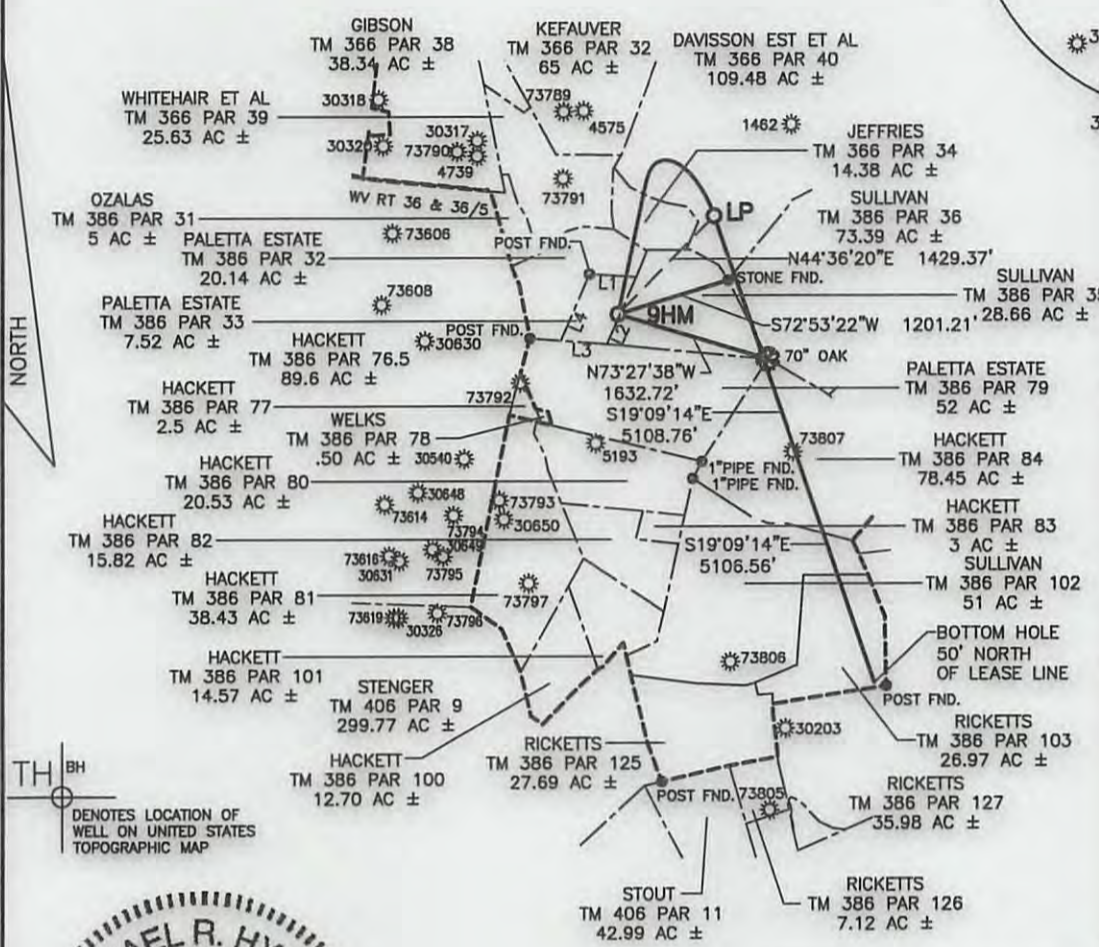 GIBSON
TM 366 PAR 38
38.34 AC ±
KEFAUVER
TM 366 PAR 32
65 AC ±
DAVISSON EST ET AL
TM 366 PAR 40
109.48 AC ±
WHITEHAIR ET AL
TM 366 PAR 39
25.63 AC ±
30318
73789
4575
1462
30317
73790
4739
JEFFRIES
TM 366 PAR 34
14.38 AC ±
73791
WV RT 36 & 36/5
OZALAS
TM 386 PAR 31
5 AC ±
SULLIVAN
TM 386 PAR 36
73.39 AC ±
LP
73606
POST FND.
PALETTA ESTATE
TM 386 PAR 32
20.14 AC ±
N44°36'20"E 1429.37'
STONE FND.
L1
SULLIVAN
28.66 AC ±
73608
PALETTA ESTATE
TM 386 PAR 33
7.52 AC ±
9HM
L4
L2
L3
S72°53'22"W 1201.21'
NORTH
30630
POST FND.
70" OAK
HACKETT
TM 386 PAR 76.5
89.6 AC ±
N73°27'38"W
1632.72'
PALETTA ESTATE
TM 386 PAR 79
52 AC ±
HACKETT
TM 386 PAR 77
2.5 AC ±
73792
S19°09'14"E
5108.76'
WELKS
TM 386 PAR 78
.50 AC ±
30540
5193
73807
1"PIPE FND.
1"PIPE FND.
HACKETT
TM 386 PAR 84
78.45 AC ±
HACKETT
TM 386 PAR 80
20.53 AC ±
30648
73614
73794
73793
30650
HACKETT
TM 386 PAR 83
3 AC ±
HACKETT
TM 386 PAR 82
15.82 AC ±
30649
73616
30631
73795
S19°09'14"E
5106.56'
SULLIVAN
TM 386 PAR 102
51 AC ±
HACKETT
TM 386 PAR 81
38.43 AC ±
73797
73619
30326
73796
BOTTOM HOLE
50' NORTH
OF LEASE LINE
73806
HACKETT
TM 386 PAR 101
14.57 AC ±
POST FND.
STENGER
TM 406 PAR 9
299.77 AC ±
30203
RICKETTS
TM 386 PAR 103
26.97 AC ±
RICKETTS
TM 386 PAR 125
27.69 AC ±
HACKETT
TM 386 PAR 100
12.70 AC ±
TH BH
POST FND.
73805
RICKETTS
TM 386 PAR 127
35.98 AC ±
DENOTES LOCATION OF
WELL ON UNITED STATES
TOPOGRAPHIC MAP
STOUT
TM 406 PAR 11
42.99 AC ±
RICKETTS
TM 386 PAR 126
7.12 AC ±
R.